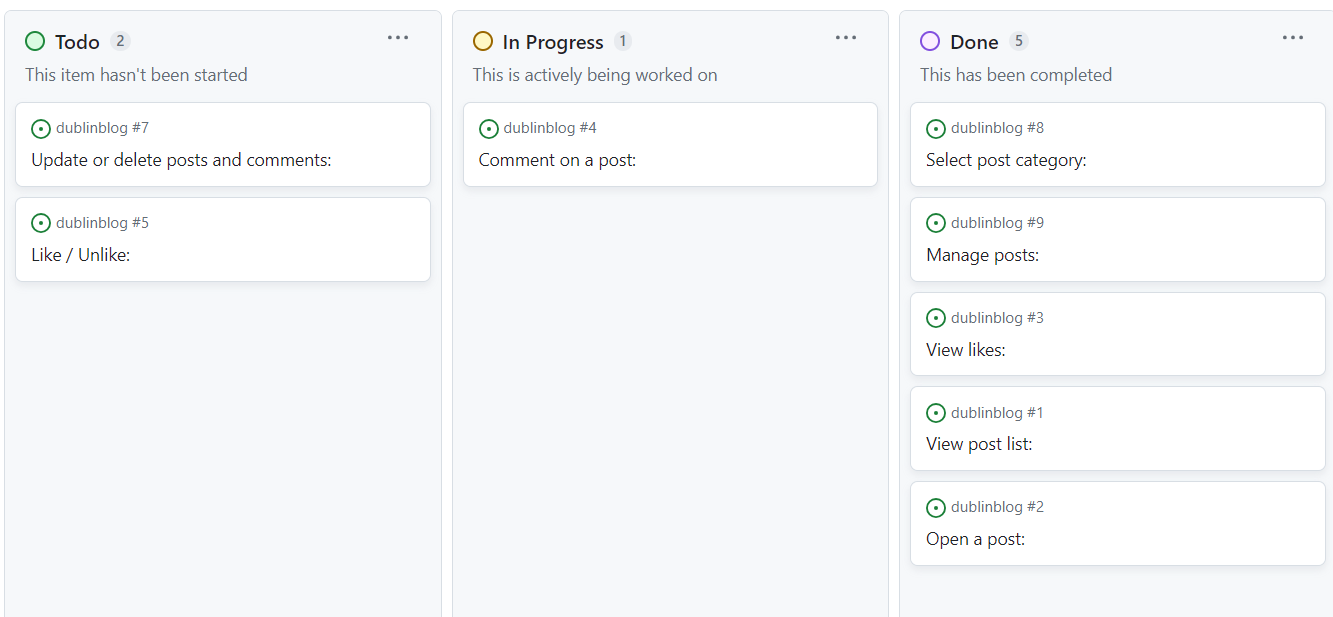 Todo 2
This item hasn't been started
dublinblog #7
Update or delete posts and comments:
dublinblog #5
Like / Unlike:
In Progress 1
This is actively being worked on
dublinblog #4
Comment on a post:
Done 5
This has been completed
dublinblog #8
Select post category:
dublinblog #9
Manage posts:
dublinblog #3
View likes:
dublinblog #1
View post list:
dublinblog #2
Open a post: